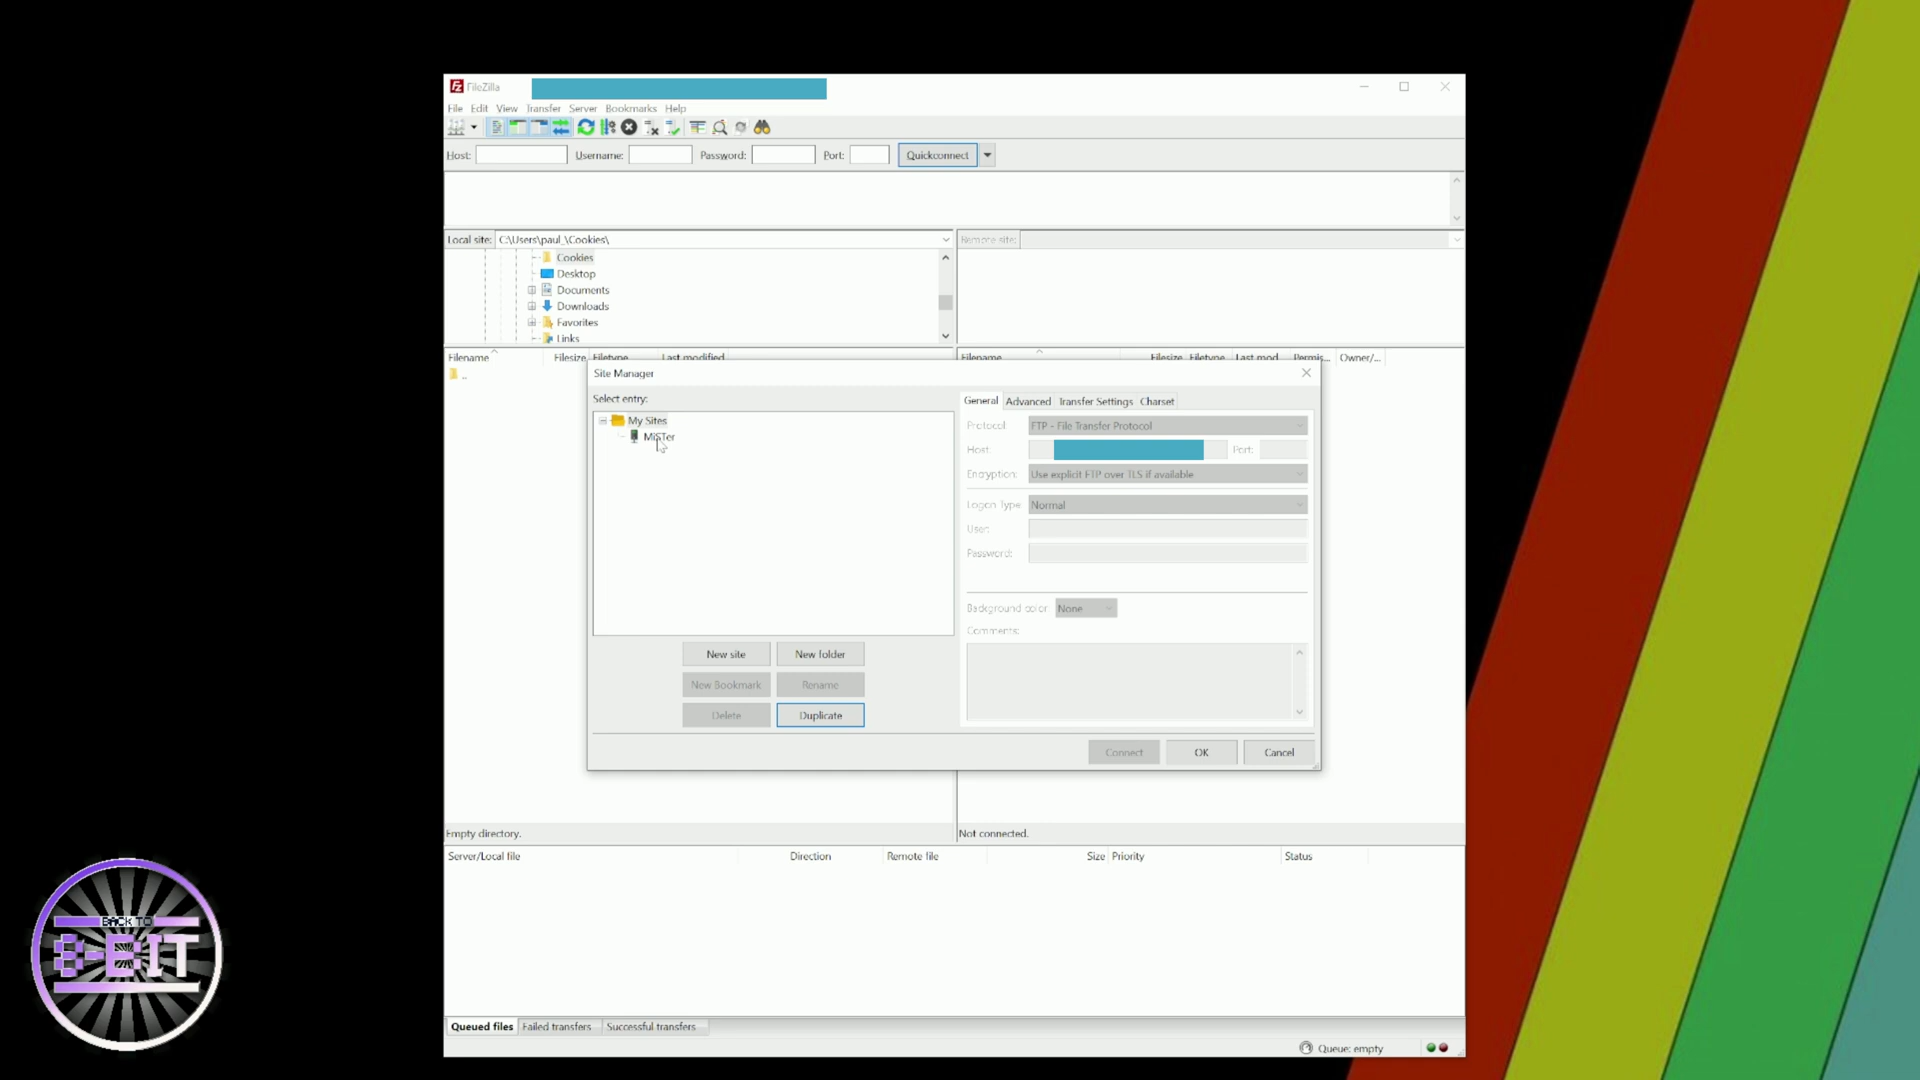 FileZilla
File Edit View Transfer Server Bookmarks Help
Host: Username: Password: Port: Quickconnect
Local site: C:\Users\paul_\Cookies\ Remote site:
Cookies
Desktop
Documents
Downloads
Favorites
Links
Filename Filesize Filetype Last modified Filename Filesize Filetype Last mod... Permis... Owner/...
..
Site Manager
Select entry:
My Sites
MiSTer
General Advanced Transfer Settings Charset
Protocol FTP - File Transfer Protocol
Host: Port:
Encryption: Use explicit FTP over TLS if available
Logon Type Normal
User:
Password:
Background color None
Comments:
New site New folder
New Bookmark Rename
Delete Duplicate
Connect OK Cancel
Empty directory. Not connected.
Server/Local file Direction Remote file Size Priority Status
BACK TO
8-BIT
Queued files Failed transfers Successful transfers
Queue: empty